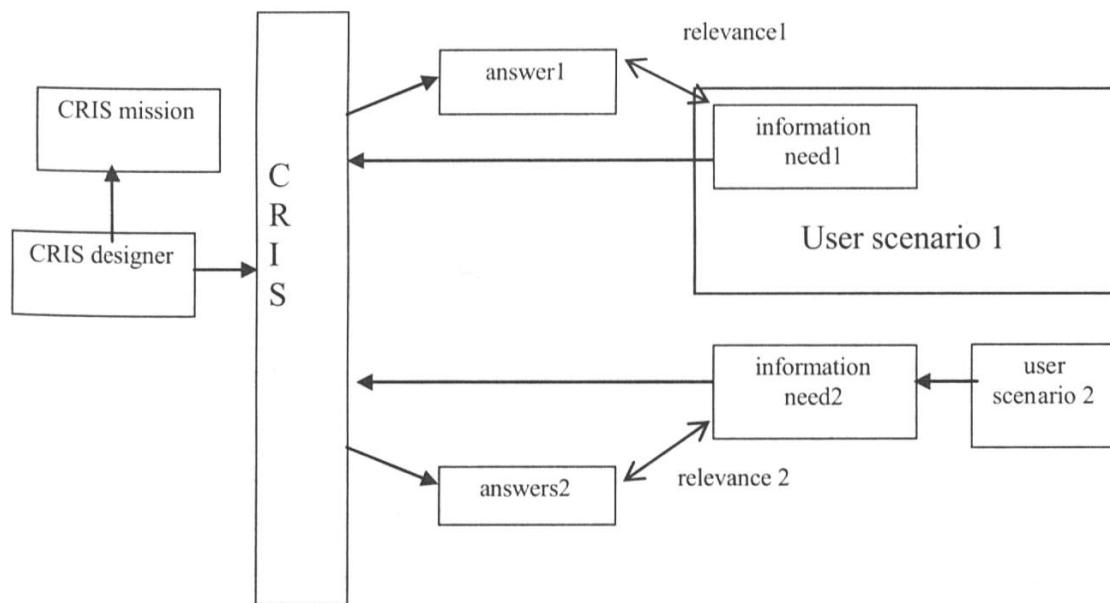 relevance1
answer1
CRIS mission
information
need1
C
R
I
S
User scenario 1
CRIS designer
information
need2
user
scenario 2
relevance 2
answers2